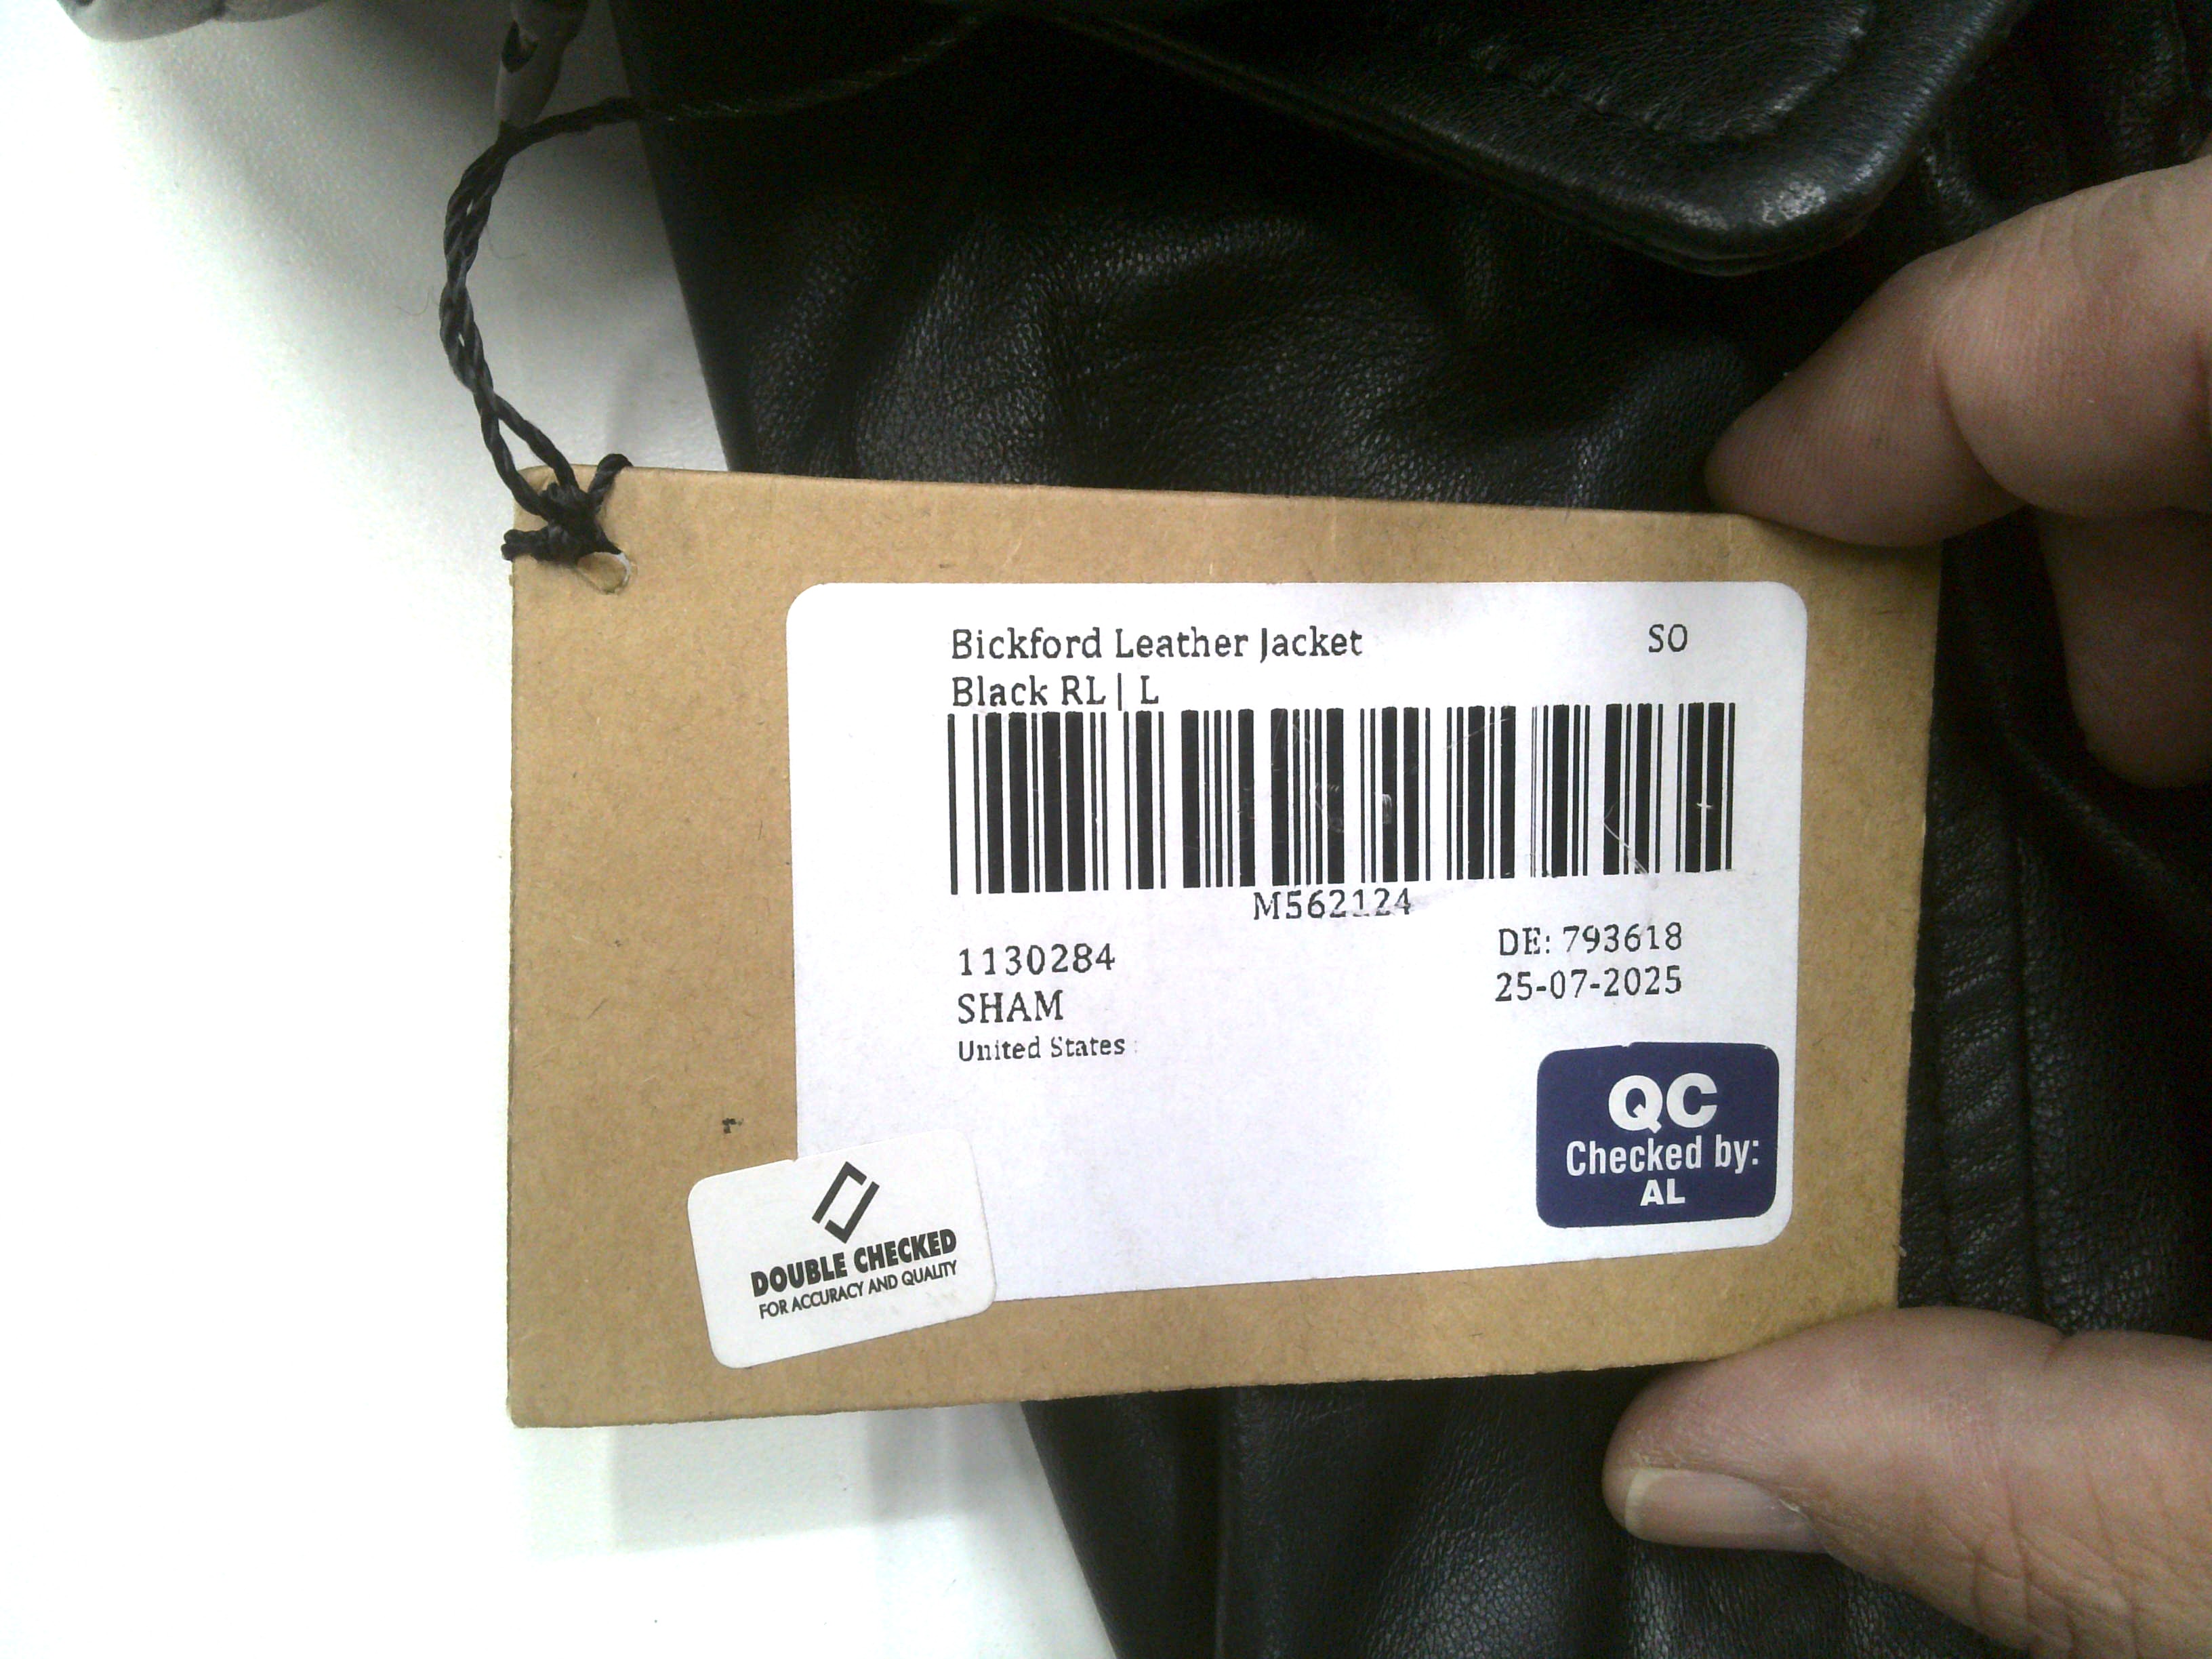 Bickford Leather Jacket SO
Black RL | L
M562124
1130284
DE: 793618
SHAM
25-07-2025
United States
QC
Checked by:
AL
DOUBLE CHECKED
FOR ACCURACY AND QUALITY